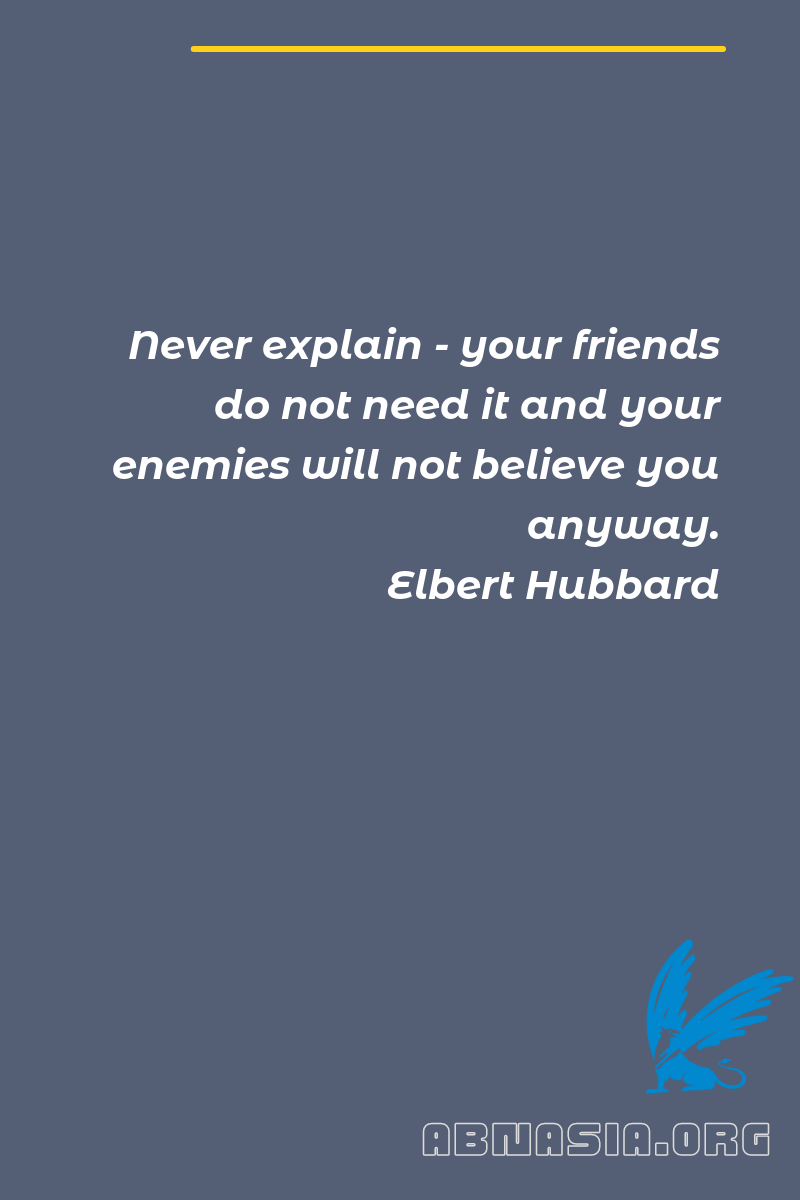 Never explain - your friends
do not need it and your
enemies will not believe you
anyway.
Elbert Hubbard
ABNASIA.ORG